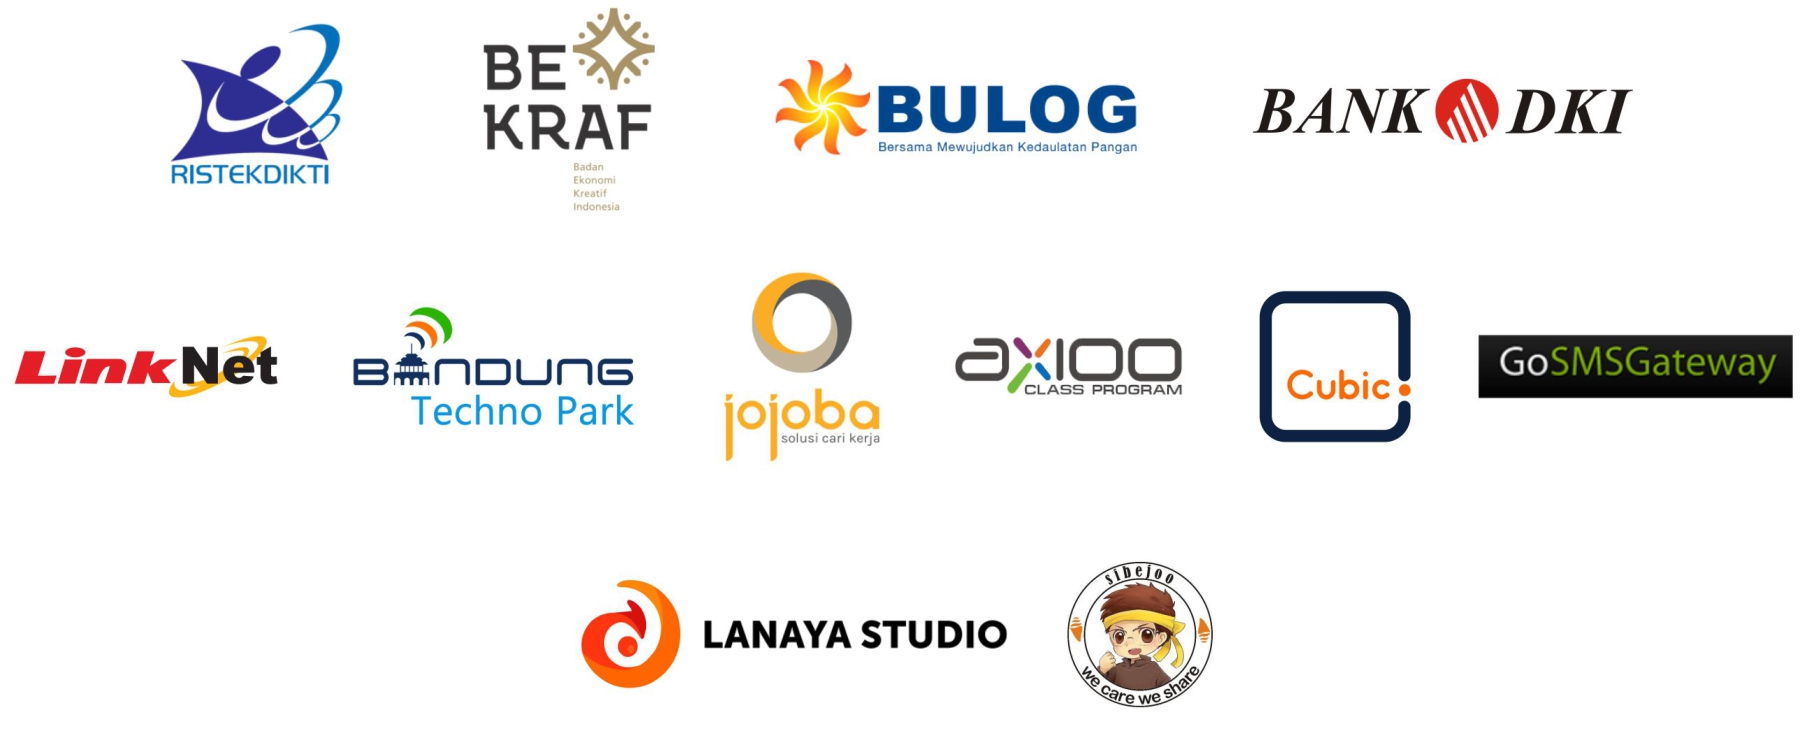 RISTEKDIKTI
BE
KRAF
Badan
Ekonomi
Kreatif
Indonesia
BULOG
Bersama Mewujudkan Kedaulatan Pangan
BANK DKI
LinkNet
BANDUNG
Techno Park
jojoba
solusi cari kerja
axioo
CLASS PROGRAM
Cubic
GoSMSGateway
LANAYA STUDIO
sibejoo
we care we share